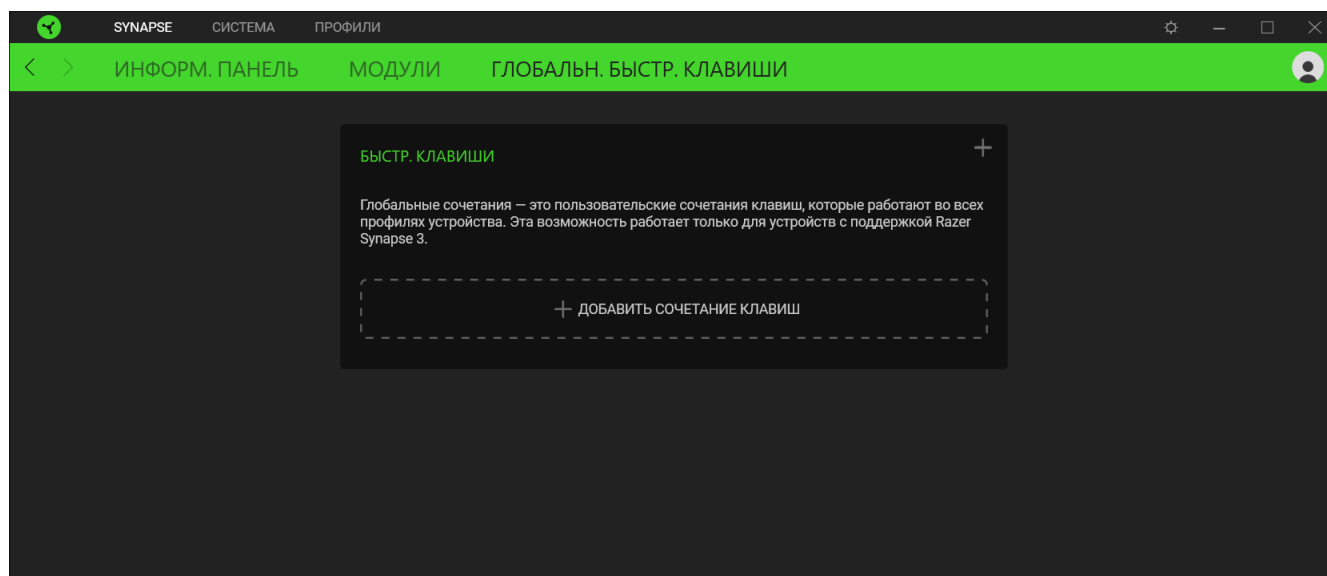 SYNAPSE СИСТЕМА ПРОФИЛИ
ИНФОРМ. ПАНЕЛЬ МОДУЛИ ГЛОБАЛЬН. БЫСТР. КЛАВИШИ
БЫСТР. КЛАВИШИ
Глобальные сочетания — это пользовательские сочетания клавиш, которые работают во всех
профилях устройства. Эта возможность работает только для устройств с поддержкой Razer
Synapse 3.
ДОБАВИТЬ СОЧЕТАНИЕ КЛАВИШ